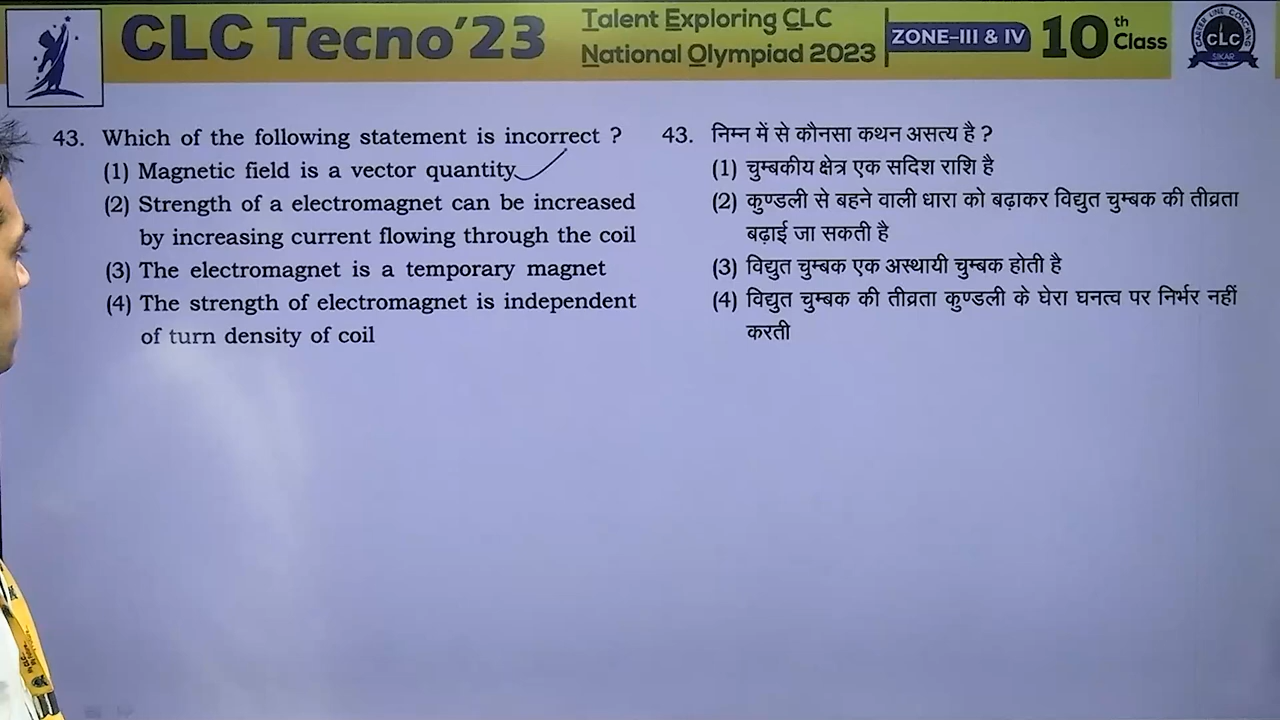 CLC Tecno'23
Talent Exploring CLC
National Olympiad 2023
ZONE-III & IV
10th Class
CLC
SIKAR
43. Which of the following statement is incorrect ?
(1) Magnetic field is a vector quantity
(2) Strength of a electromagnet can be increased
by increasing current flowing through the coil
(3) The electromagnet is a temporary magnet
(4) The strength of electromagnet is independent
of turn density of coil
43. निम्न में से कौनसा कथन असत्य है ?
(1) चुम्बकीय क्षेत्र एक सदिश राशि है
(2) कुण्डली से बहने वाली धारा को बढ़ाकर विद्युत चुम्बक की तीव्रता
बढ़ाई जा सकती है
(3) विद्युत चुम्बक एक अस्थायी चुम्बक होती है
(4) विद्युत चुम्बक की तीव्रता कुण्डली के घेरा घनत्व पर निर्भर नहीं
करती